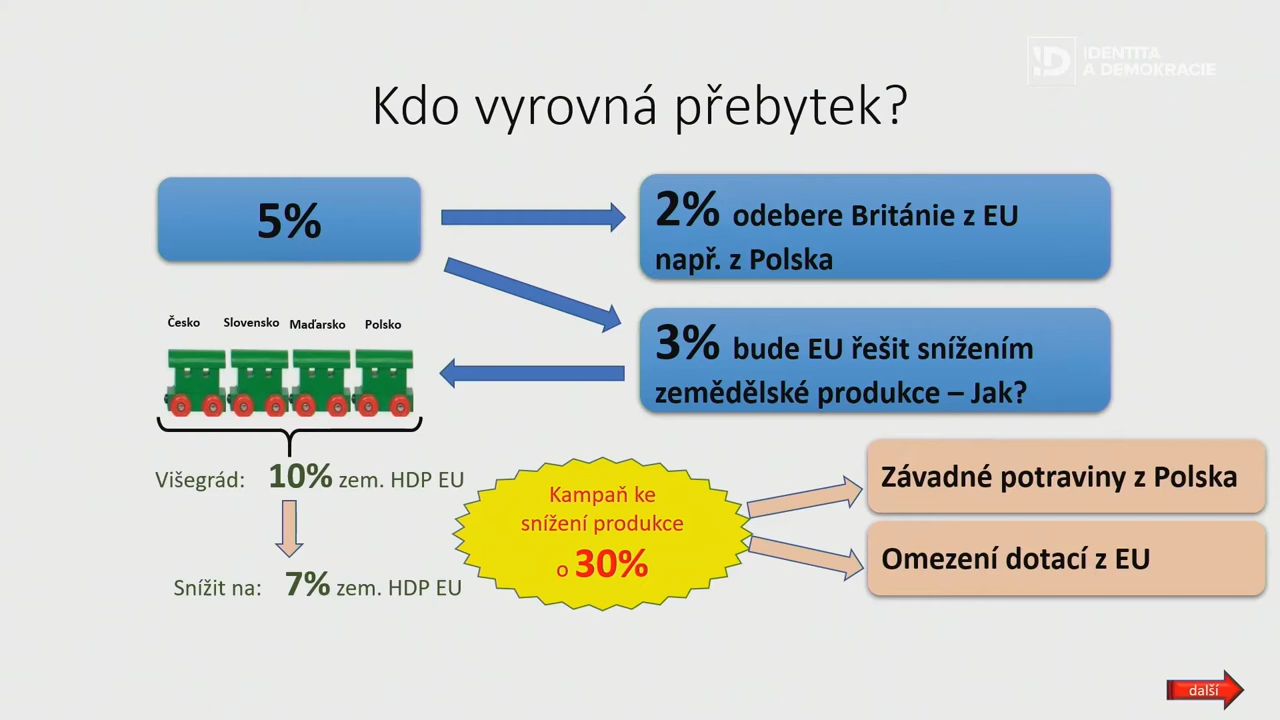 IDENTITA
A DEMOKRACIE
Kdo vyrovná přebytek?
5%
2% odebere Británie z EU
např. z Polska
3% bude EU řešit snížením
zemědělské produkce – Jak?
Česko Slovensko Maďarsko Polsko
Višegrád: 10% zem. HDP EU
Snížit na: 7% zem. HDP EU
Kampaň ke
snížení produkce
o 30%
Závadné potraviny z Polska
Omezení dotací z EU
další